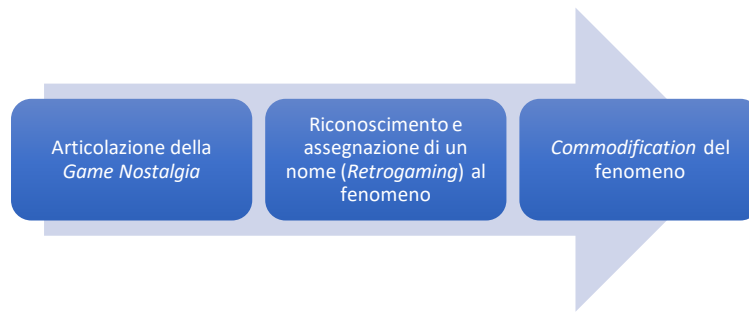 Articolazione della
Game Nostalgia
Riconoscimento e
assegnazione di un
nome (Retrogaming) al
fenomeno
Commodification del
fenomeno